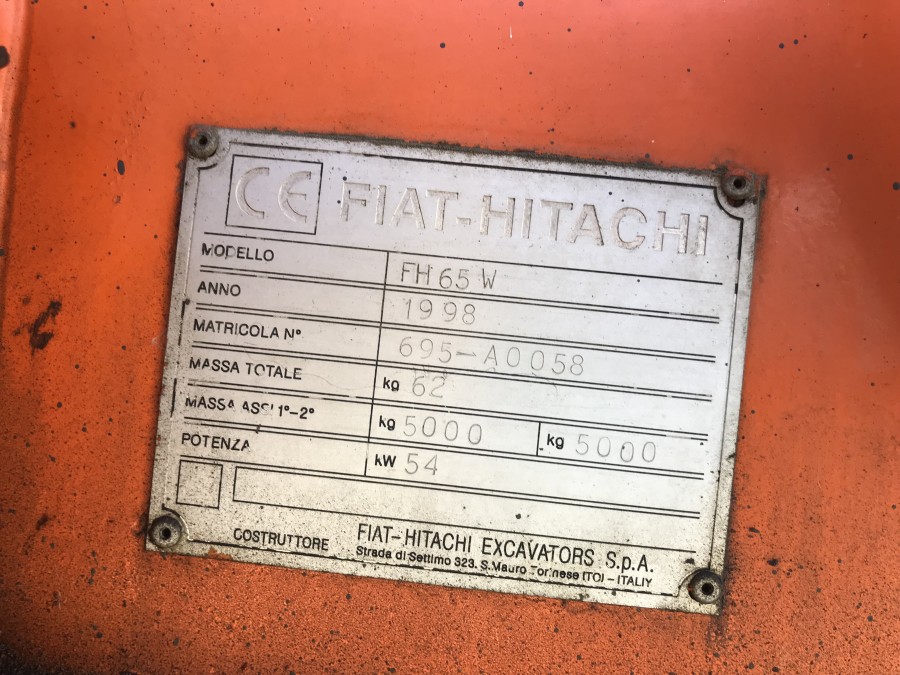 CE FIAT-HITACHI
MODELLO FH 65 W
ANNO 1998
MATRICOLA N° 695-A0058
MASSA TOTALE kg 62
MASSA ASSI 1°-2° kg 5000 kg 5000
POTENZA kW 54
COSTRUTTORE FIAT-HITACHI EXCAVATORS S.p.A.
Strada di Settimo 323, S.Mauro Torinese (TO) - ITALIY